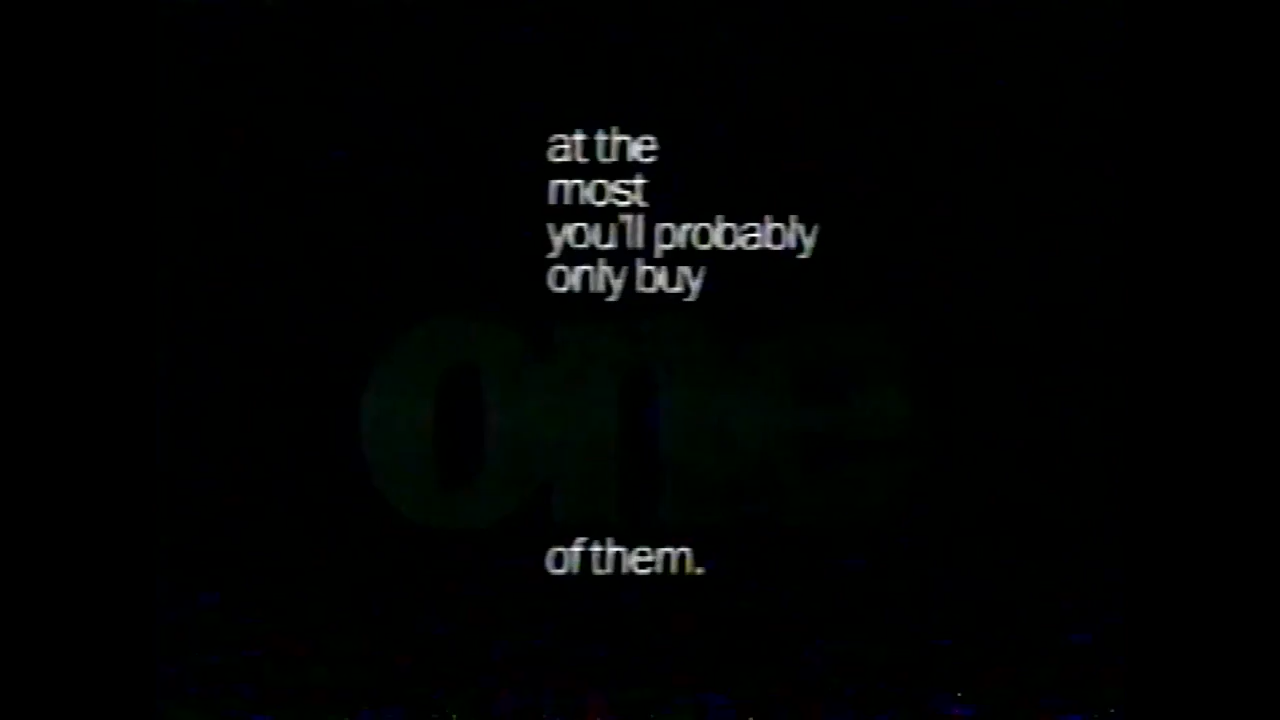 at the
most
you'll probably
only buy
one
of them.